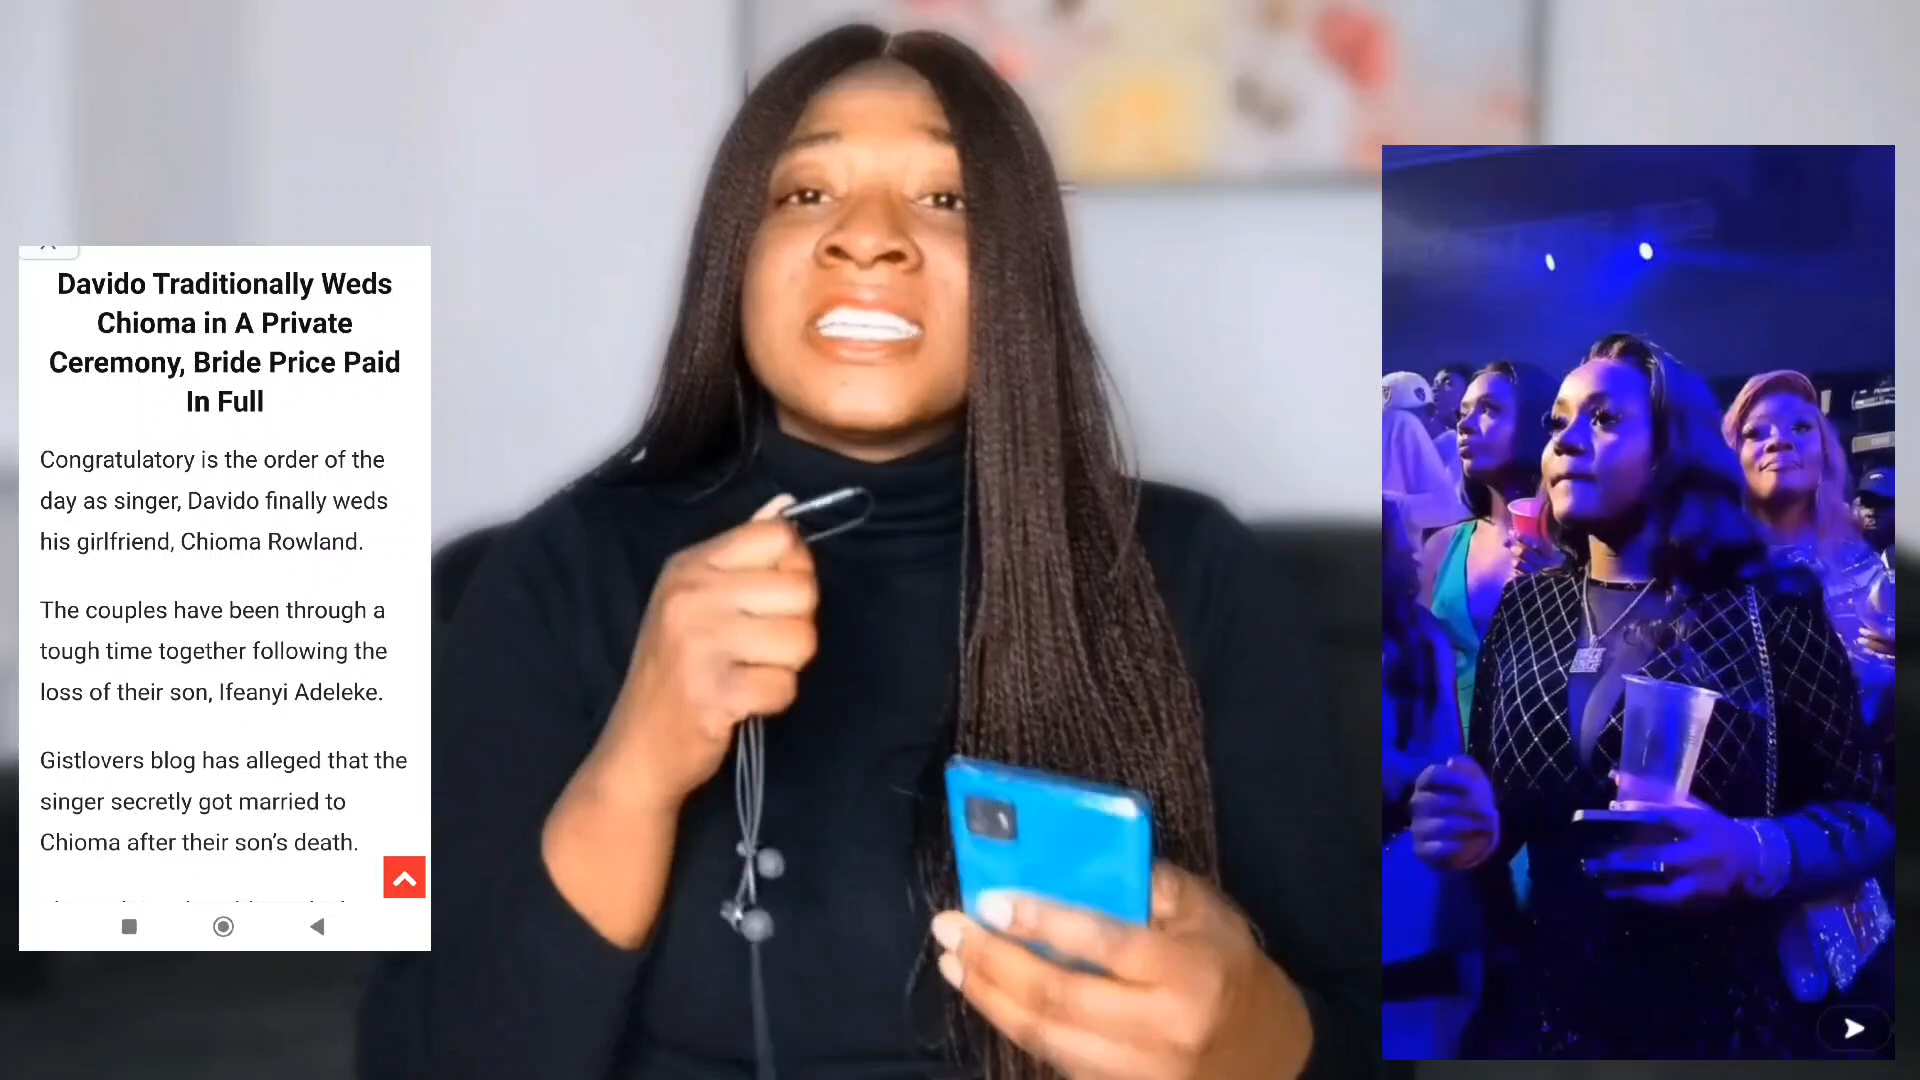 Davido Traditionally Weds
Chioma in A Private
Ceremony, Bride Price Paid
In Full
Congratulatory is the order of the
day as singer, Davido finally weds
his girlfriend, Chioma Rowland.
The couples have been through a
tough time together following the
loss of their son, Ifeanyi Adeleke.
Gistlovers blog has alleged that the
singer secretly got married to
Chioma after their son's death.